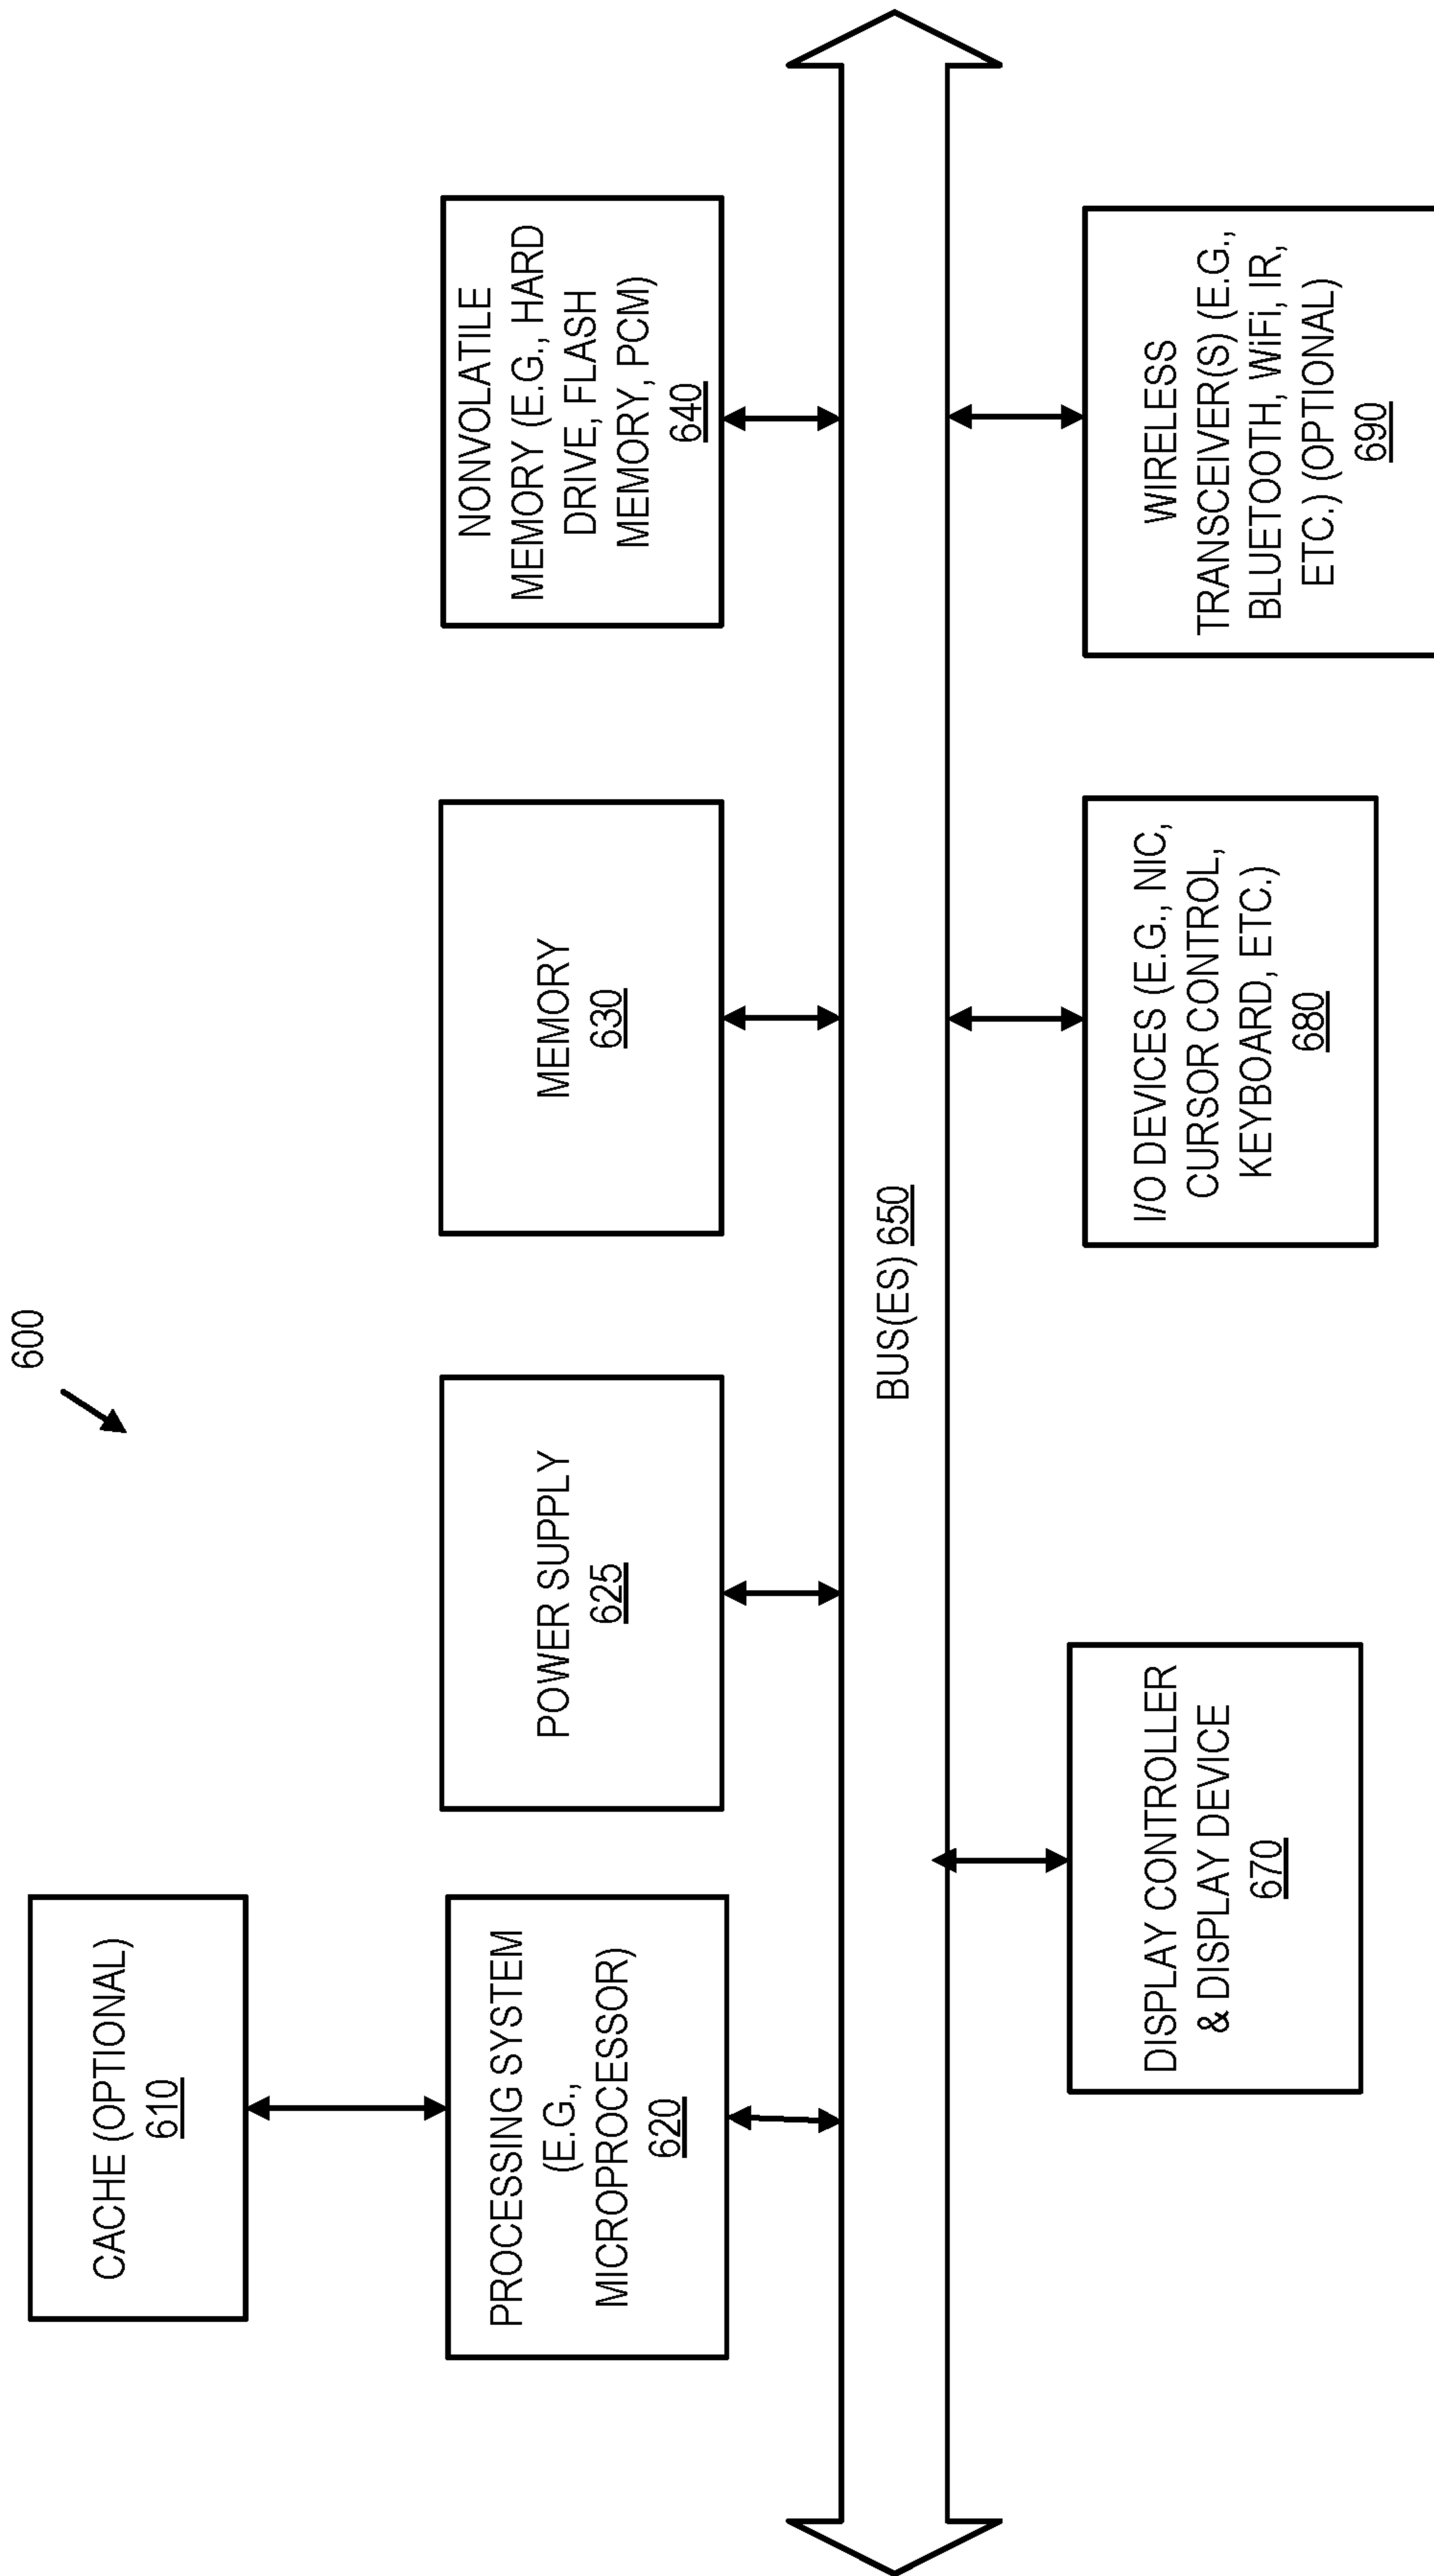 600
CACHE (OPTIONAL)
610
PROCESSING SYSTEM
(E.G.,
MICROPROCESSOR)
620
POWER SUPPLY
625
MEMORY
630
NONVOLATILE
MEMORY (E.G., HARD
DRIVE, FLASH
MEMORY, PCM)
640
BUS(ES) 650
DISPLAY CONTROLLER
& DISPLAY DEVICE
670
I/O DEVICES (E.G., NIC,
CURSOR CONTROL,
KEYBOARD, ETC.)
680
WIRELESS
TRANSCEIVER(S) (E.G.,
BLUETOOTH, WiFi, IR,
ETC.) (OPTIONAL)
690